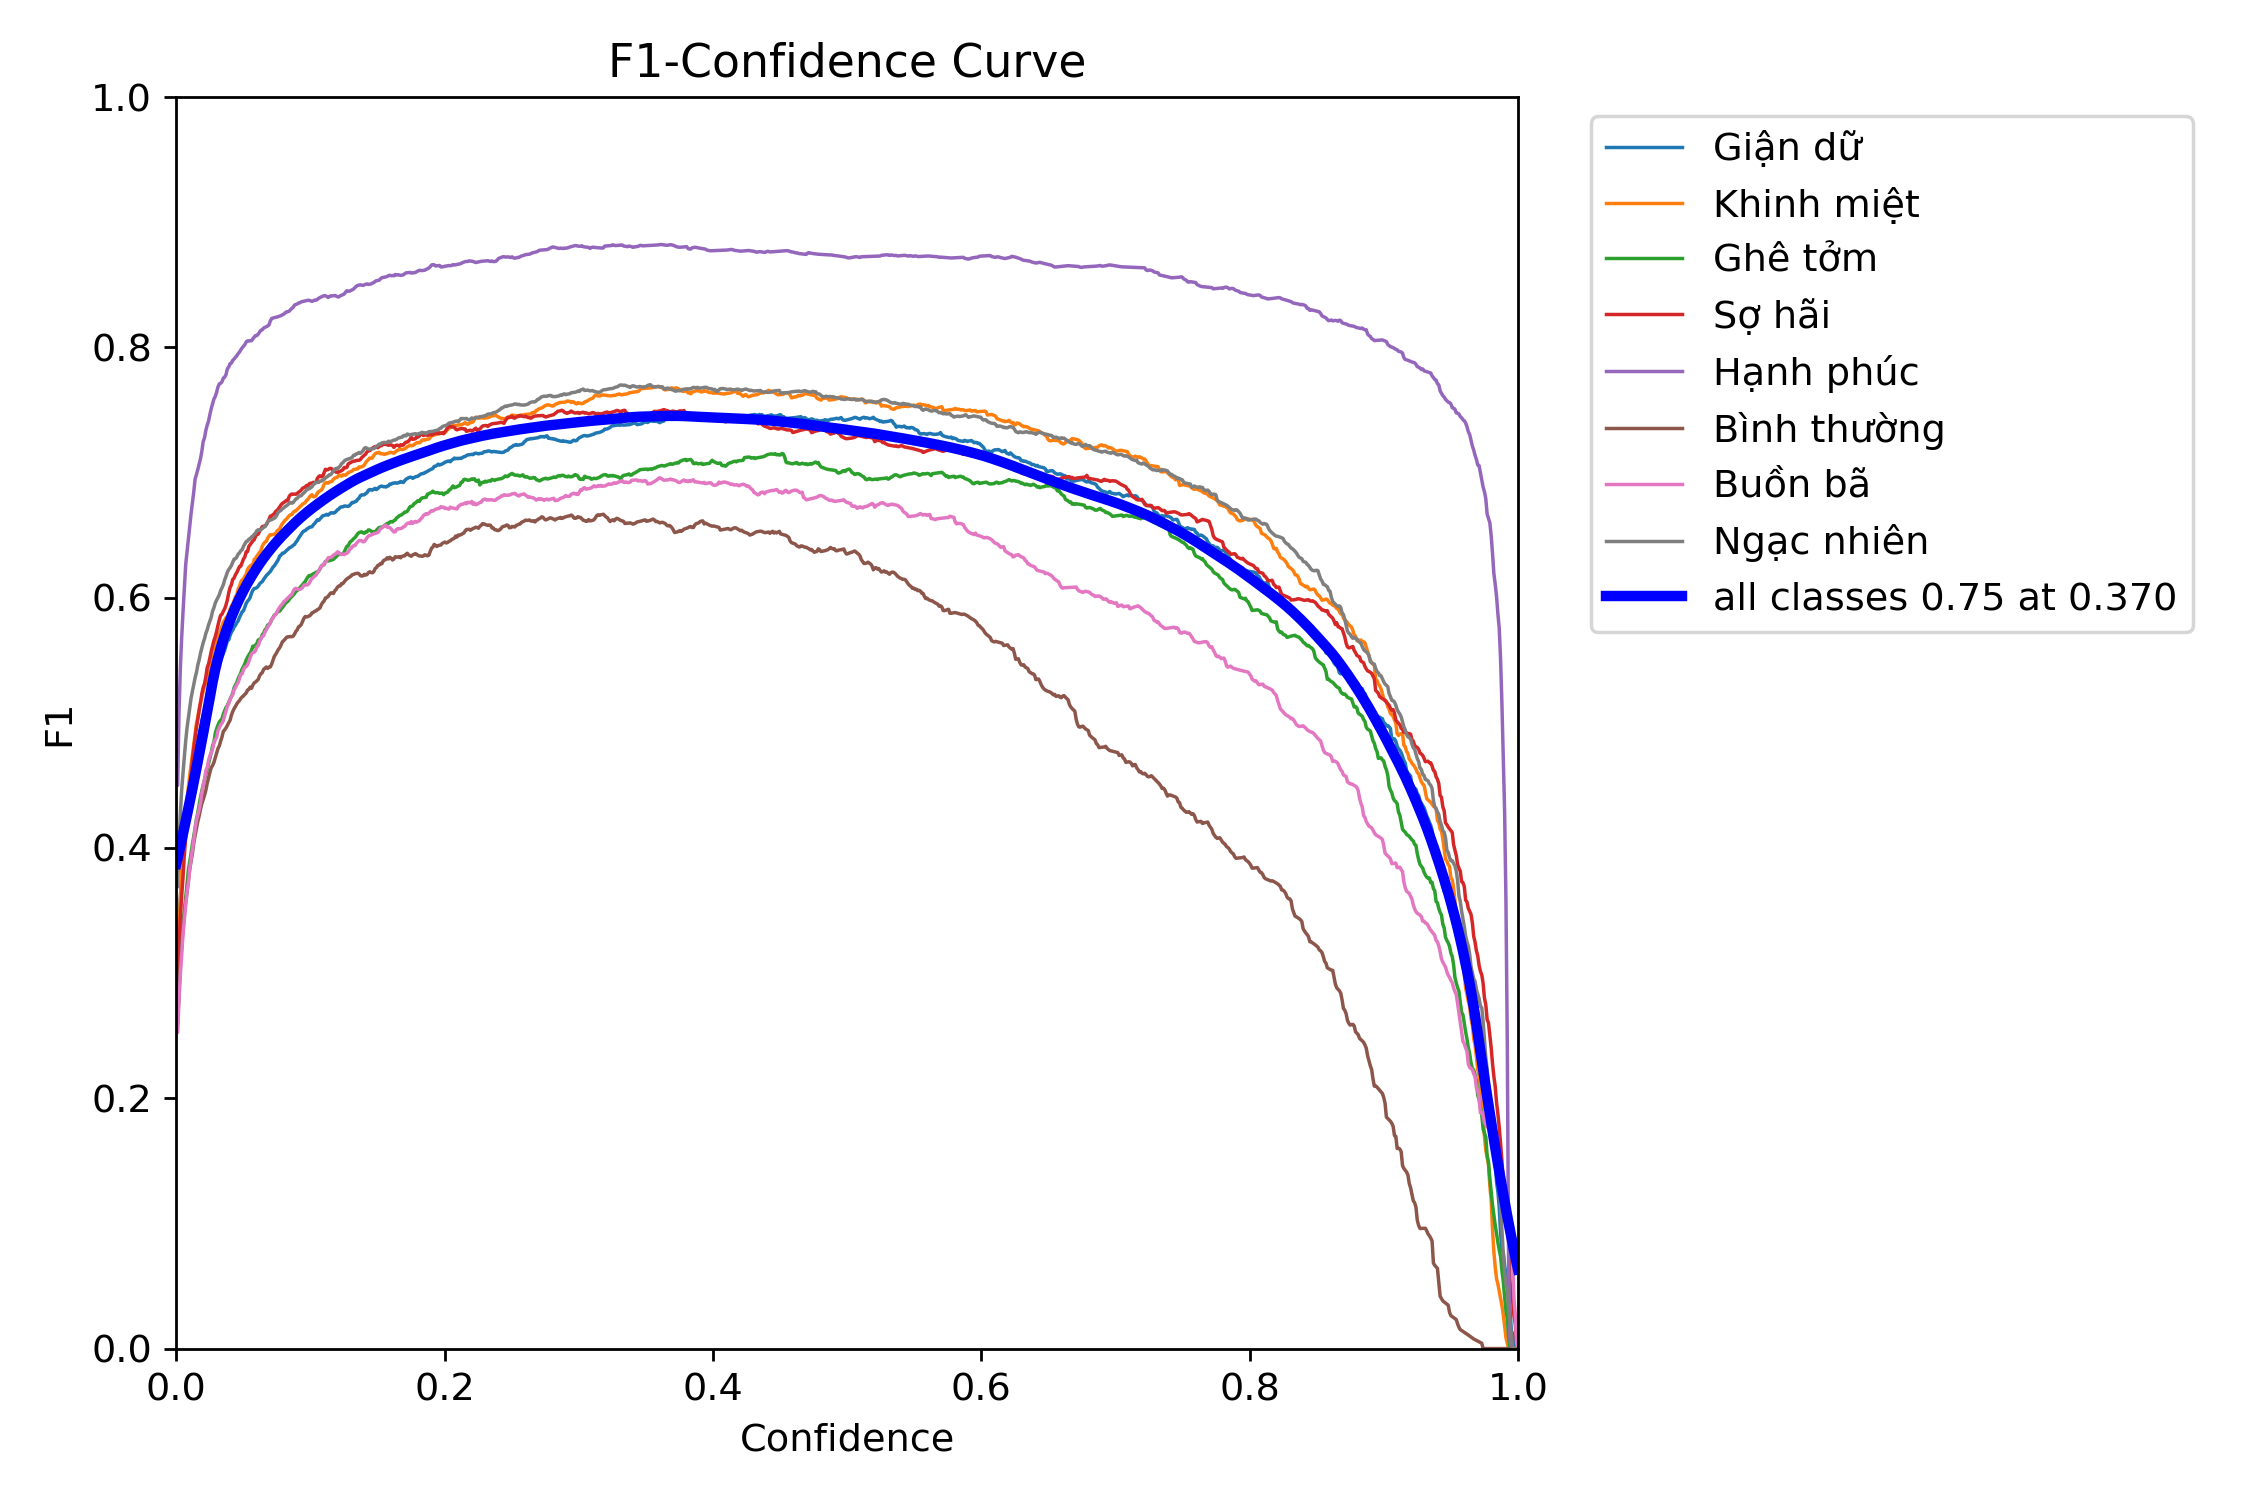 F1-Confidence Curve
1.0
0.8
0.6
0.4
0.2
0.0
F1
0.0 0.2 0.4 0.6 0.8 1.0
Confidence
Giận dữ
Khinh miệt
Ghê tởm
Sợ hãi
Hạnh phúc
Bình thường
Buồn bã
Ngạc nhiên
all classes 0.75 at 0.370